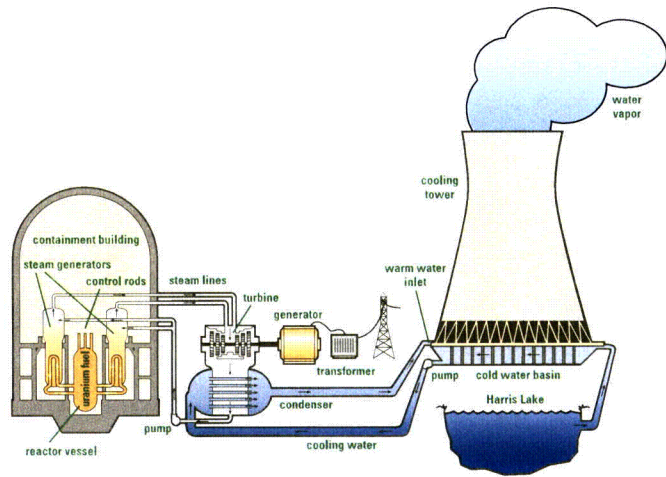 water
vapor
cooling
tower
containment building
steam generators
control rods
steam lines
turbine
generator
transformer
warm water
inlet
pump
cold water basin
Harris Lake
uranium fuel
condenser
pump
cooling water
reactor vessel